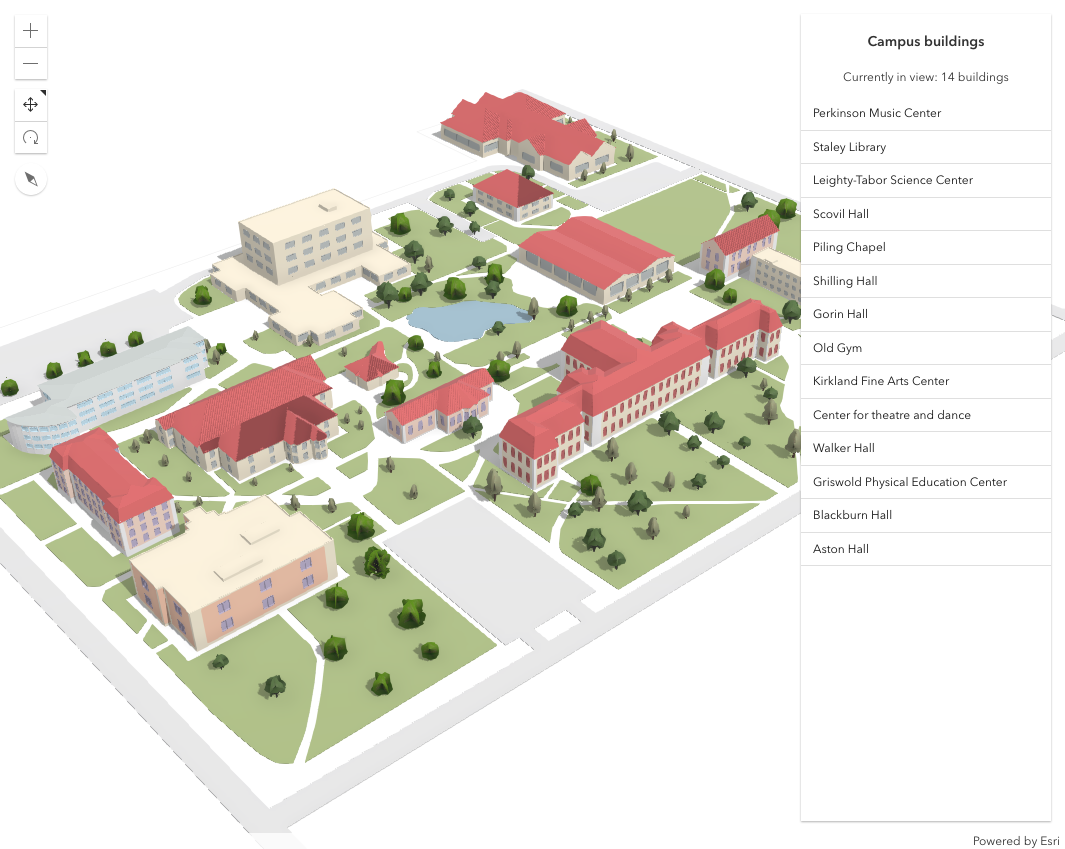 Campus buildings
Currently in view: 14 buildings
Perkinson Music Center
Staley Library
Leighty-Tabor Science Center
Scovil Hall
Piling Chapel
Shilling Hall
Gorin Hall
Old Gym
Kirkland Fine Arts Center
Center for theatre and dance
Walker Hall
Griswold Physical Education Center
Blackburn Hall
Aston Hall
Powered by Esri